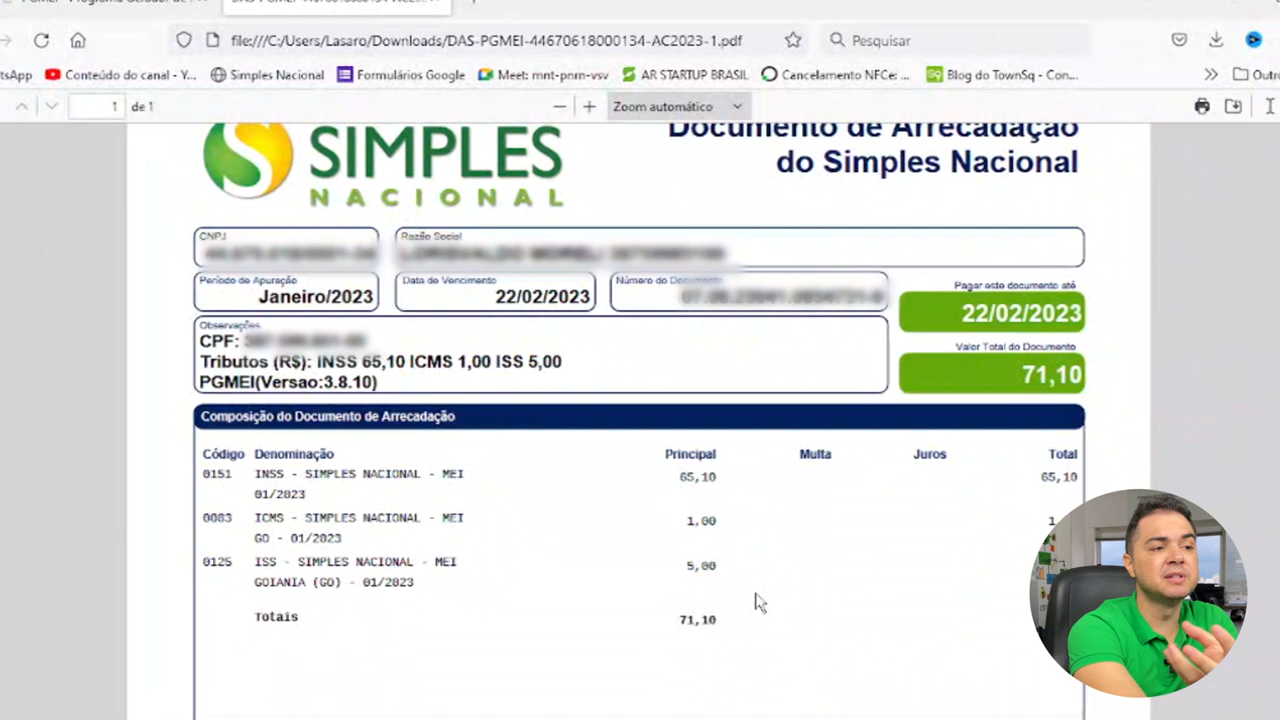 file:///C:/Users/Lasaro/Downloads/DAS-PGMEI-44670618000134-AC2023-1.pdf
Pesquisar
tsApp
Conteúdo do canal - Y...
Simples Nacional
Formulários Google
Meet: mnt-pnrn-vsv
AR STARTUP BRASIL
Cancelamento NFCe: ...
Blog do TownSq - Con...
1 de 1
Zoom automático
SIMPLES
NACIONAL
Documento de Arrecadação
do Simples Nacional
CNPJ
Razão Social
Período de Apuração
Janeiro/2023
Data de Vencimento
22/02/2023
Número do Documento
Pagar este documento até
22/02/2023
Observações
CPF:
Tributos (R$): INSS 65,10 ICMS 1,00 ISS 5,00
PGMEI(Versao:3.8.10)
Valor Total do Documento
71,10
Composição do Documento de Arrecadação
Código Denominação Principal Multa Juros Total
0151 INSS - SIMPLES NACIONAL - MEI 65,10 65,10
01/2023
0083 ICMS - SIMPLES NACIONAL - MEI 1,00 1
GO - 01/2023
0125 ISS - SIMPLES NACIONAL - MEI 5,00
GOIANIA (GO) - 01/2023
Totais 71,10